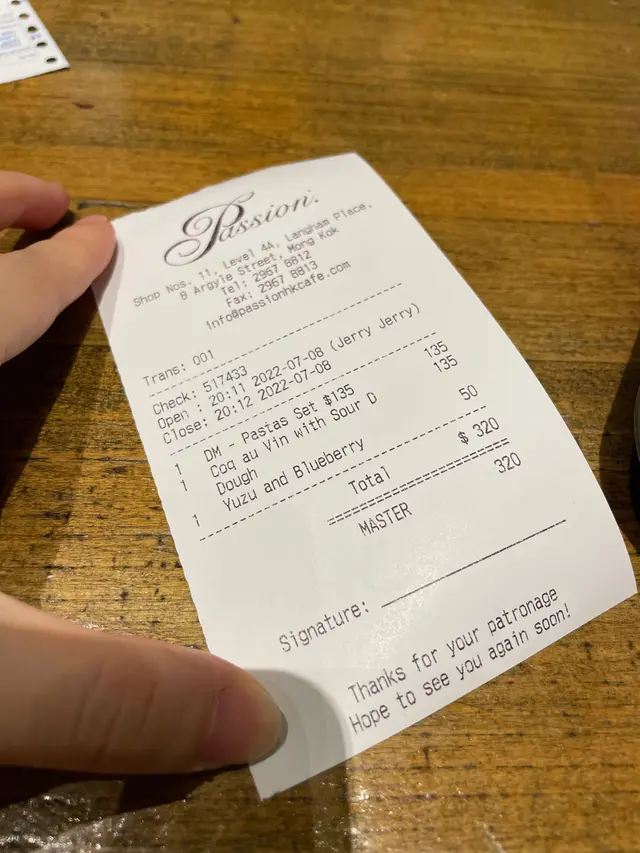 Passion.
Shop Nos. 11, Level 4A, Langham Place,
8 Argyle Street, Mong Kok
Tel: 2967 8812
Fax: 2967 8813
info@passionhkcafe.com
Trans: 001
Check: 517433
Open : 20:11 2022-07-08 (Jerry Jerry)
Close: 20:12 2022-07-08
1 DM - Pastas Set $135 135
1 Coq au Vin with Sour D 135
Dough
1 Yuzu and Blueberry 50
Total $ 320
MASTER 320
Signature:
Thanks for your patronage
Hope to see you again soon!